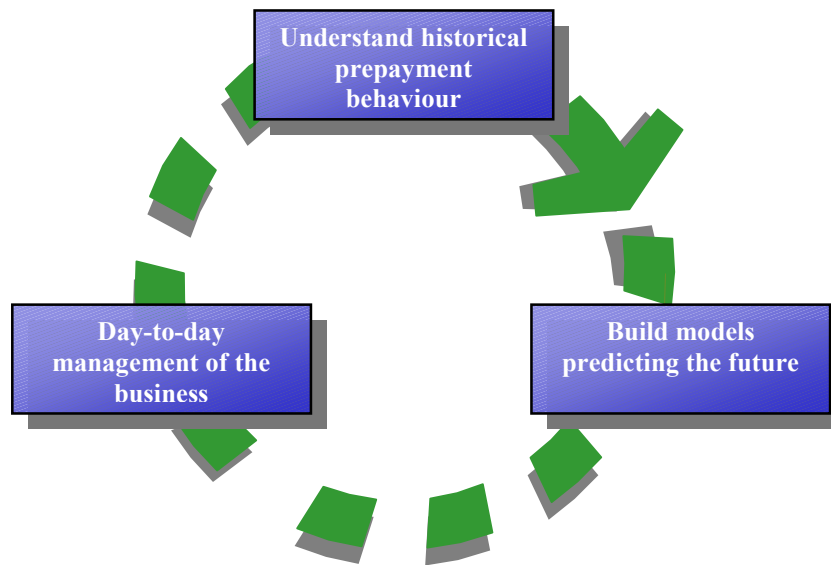 Understand historical
prepayment
behaviour
Day-to-day
management of the
business
Build models
predicting the future